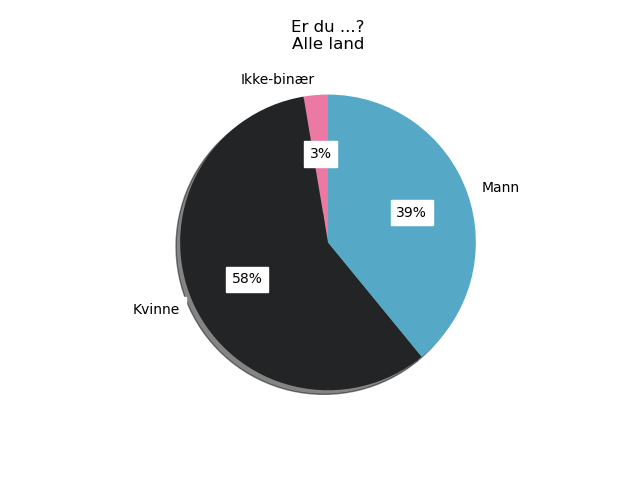 Er du ...?
Alle land
Ikke-binær
3%
Mann
39%
58%
Kvinne